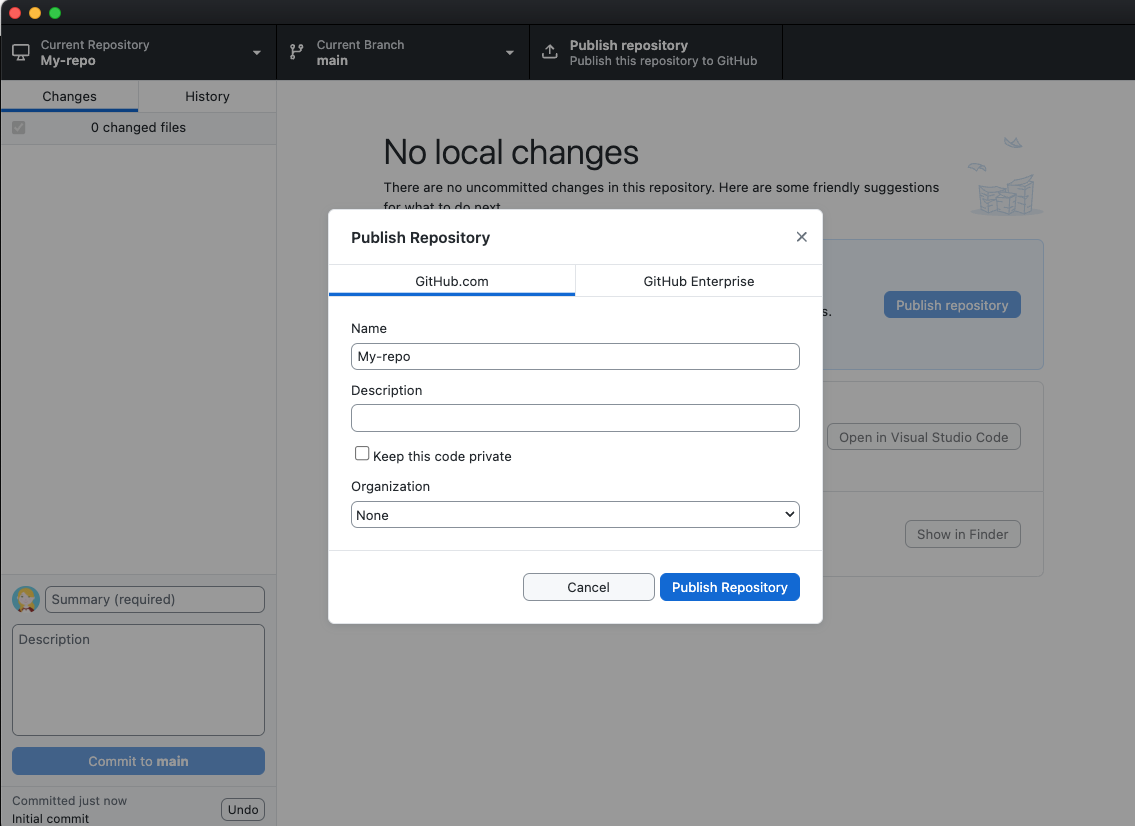 Current Repository
My-repo
Current Branch
main
Publish repository
Publish this repository to GitHub
Changes
History
0 changed files
No local changes
There are no uncommitted changes in this repository. Here are some friendly suggestions
for what to do next.
Publish Repository
GitHub.com
GitHub Enterprise
Name
My-repo
Description
Keep this code private
Organization
None
Cancel
Publish Repository
Publish repository
Open in Visual Studio Code
Show in Finder
Summary (required)
Description
Commit to main
Committed just now
Initial commit
Undo